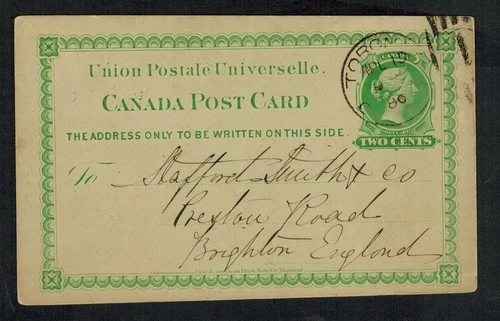 Union Postale Universelle.
CANADA POST CARD
THE ADDRESS ONLY TO BE WRITTEN ON THIS SIDE.
TORONTO
96
TWO CENTS
To Stafford Smith & Co
Preston Road
Brighton England